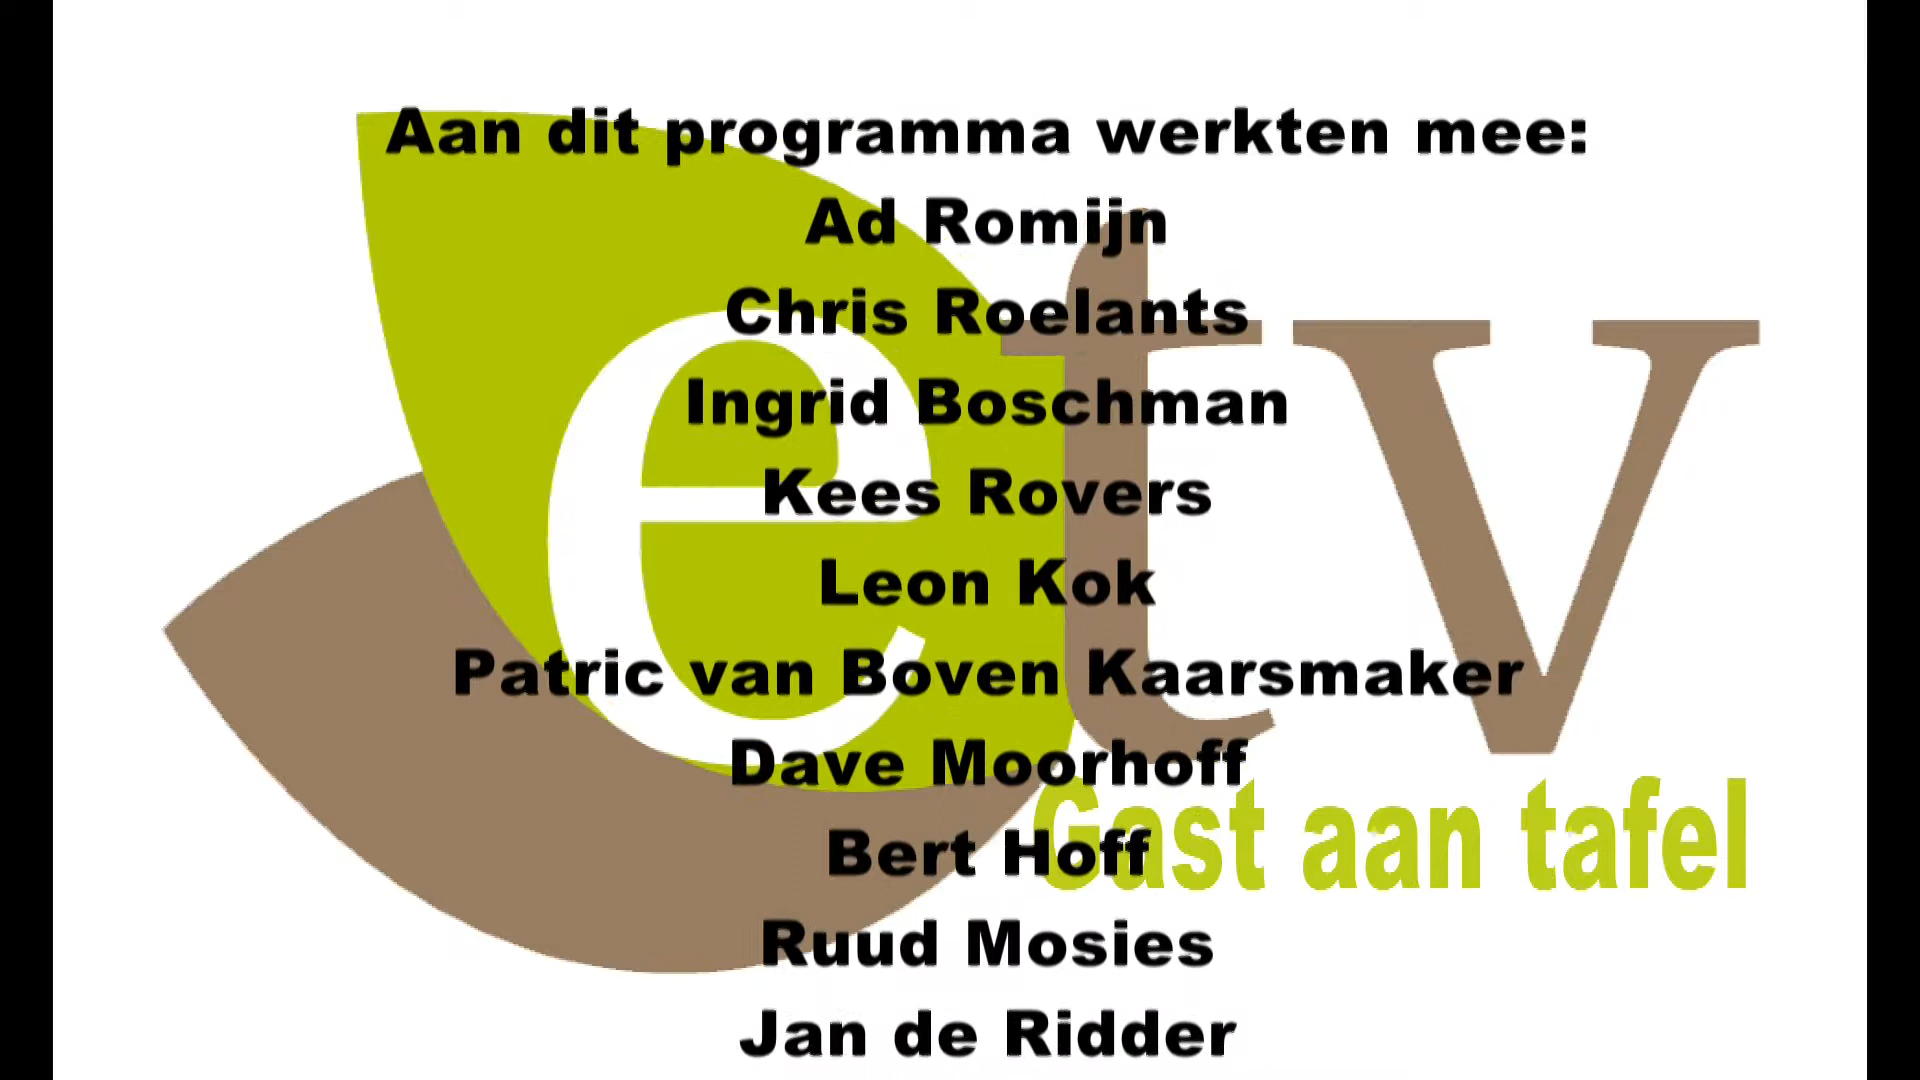 Aan dit programma werkten mee:
Ad Romijn
Chris Roelants
Ingrid Boschman
Kees Rovers
Leon Kok
Patric van Boven Kaarsmaker
Dave Moorhoff
Bert Hoff
Ruud Mosies
Jan de Ridder
etv
Gast aan tafel